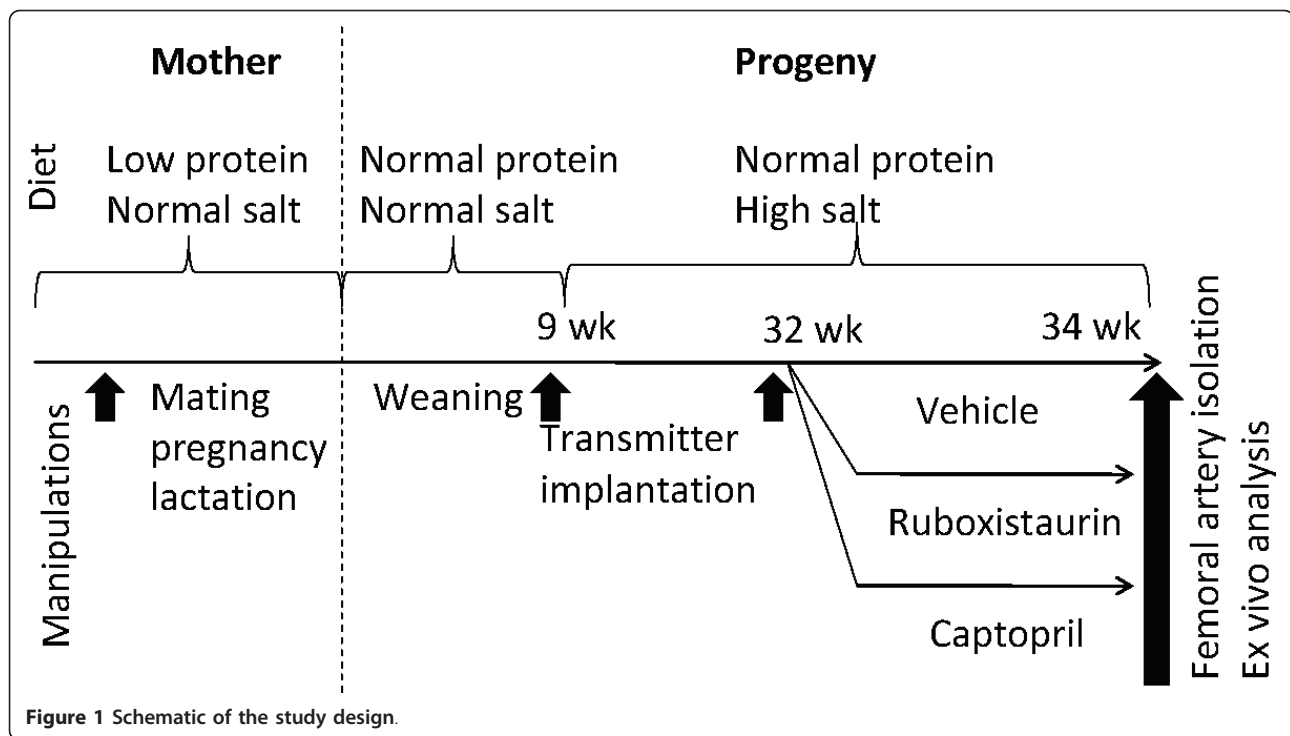 Mother
Progeny
Diet
Low protein
Normal salt
Normal protein
Normal salt
Normal protein
High salt
9 wk
32 wk
34 wk
Manipulations
Mating
pregnancy
lactation
Weaning
Transmitter
implantation
Vehicle
Ruboxistaurin
Captopril
Femoral artery isolation
Ex vivo analysis
Figure 1 Schematic of the study design.